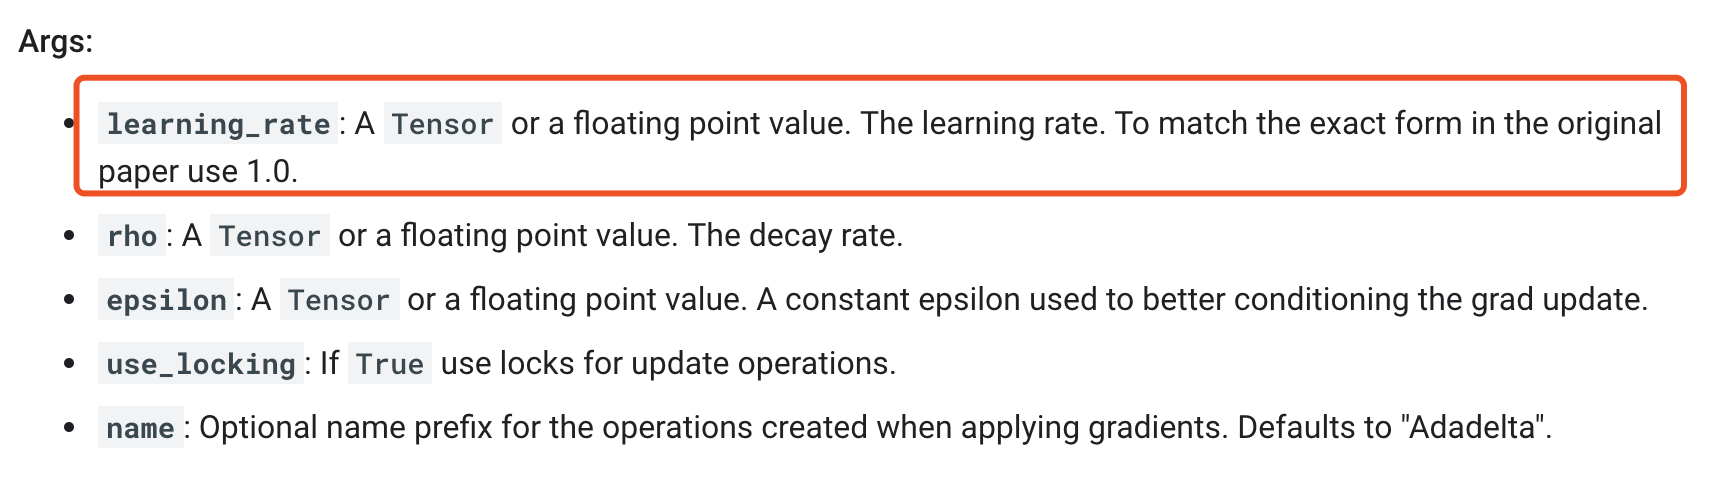 Args:
learning_rate: A Tensor or a floating point value. The learning rate. To match the exact form in the original
paper use 1.0.
rho: A Tensor or a floating point value. The decay rate.
epsilon: A Tensor or a floating point value. A constant epsilon used to better conditioning the grad update.
use_locking: If True use locks for update operations.
name: Optional name prefix for the operations created when applying gradients. Defaults to "Adadelta".